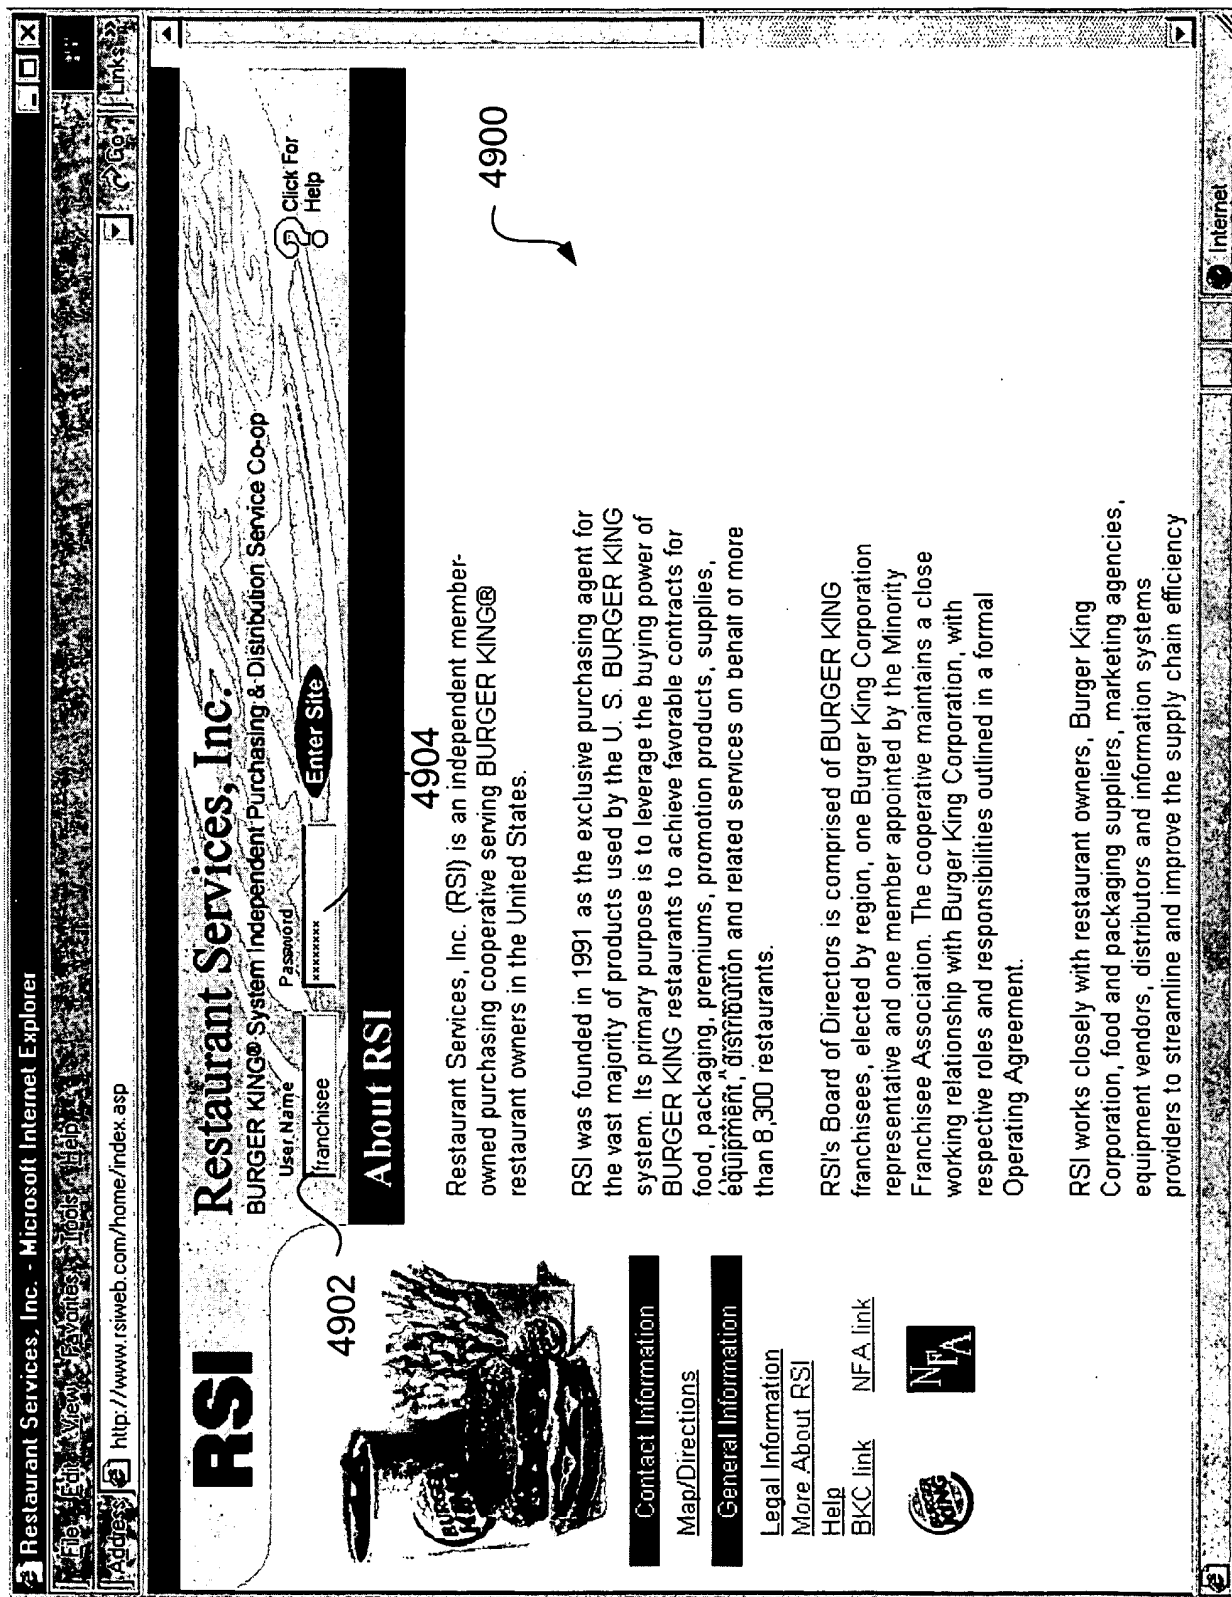 Restaurant Services, Inc. - Microsoft Internet Explorer
File Edit View Favorites Tools Help
Address http://www.rsiweb.com/home/index.asp Go Links »
RSI
Restaurant Services, Inc.
BURGER KING® System Independent Purchasing & Distribution Service Co-op
User Name Password
franchisee xxxxxxxx Enter Site Click For Help
4902
4904
4900
About RSI
Restaurant Services, Inc. (RSI) is an independent member-
owned purchasing cooperative serving BURGER KING®
restaurant owners in the United States.
RSI was founded in 1991 as the exclusive purchasing agent for
the vast majority of products used by the U. S. BURGER KING
system. Its primary purpose is to leverage the buying power of
BURGER KING restaurants to achieve favorable contracts for
food, packaging, premiums, promotion products, supplies,
equipment, distribution and related services on behalf of more
than 8,300 restaurants.
RSI's Board of Directors is comprised of BURGER KING
franchisees, elected by region, one Burger King Corporation
representative and one member appointed by the Minority
Franchisee Association. The cooperative maintains a close
working relationship with Burger King Corporation, with
respective roles and responsibilities outlined in a formal
Operating Agreement.
RSI works closely with restaurant owners, Burger King
Corporation, food and packaging suppliers, marketing agencies,
equipment vendors, distributors and information systems
providers to streamline and improve the supply chain efficiency
BURGER KING
Contact Information
Map/Directions
General Information
Legal Information
More About RSI
Help
BKC link NFA link
BURGER KING NFA
Internet